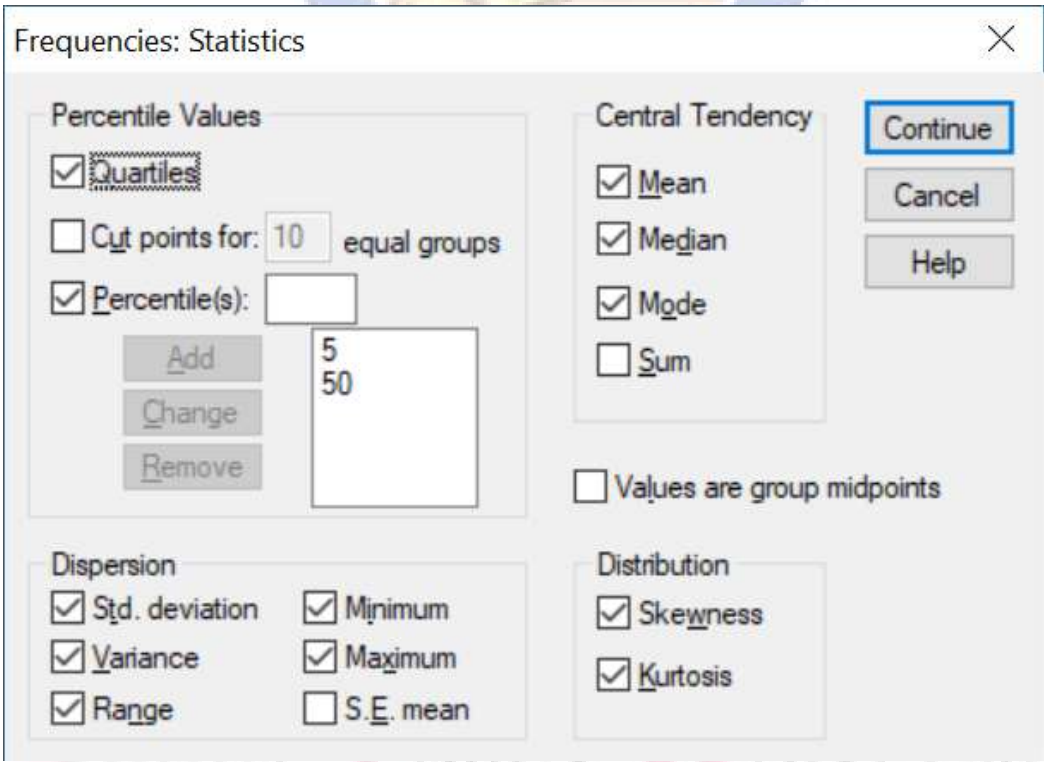 Frequencies: Statistics
Percentile Values
Quartiles
Cut points for: 10 equal groups
Percentile(s):
Add
Change
Remove
5
50
Central Tendency
Mean
Median
Mode
Sum
Continue
Cancel
Help
Values are group midpoints
Dispersion
Std. deviation
Variance
Range
Minimum
Maximum
S.E. mean
Distribution
Skewness
Kurtosis